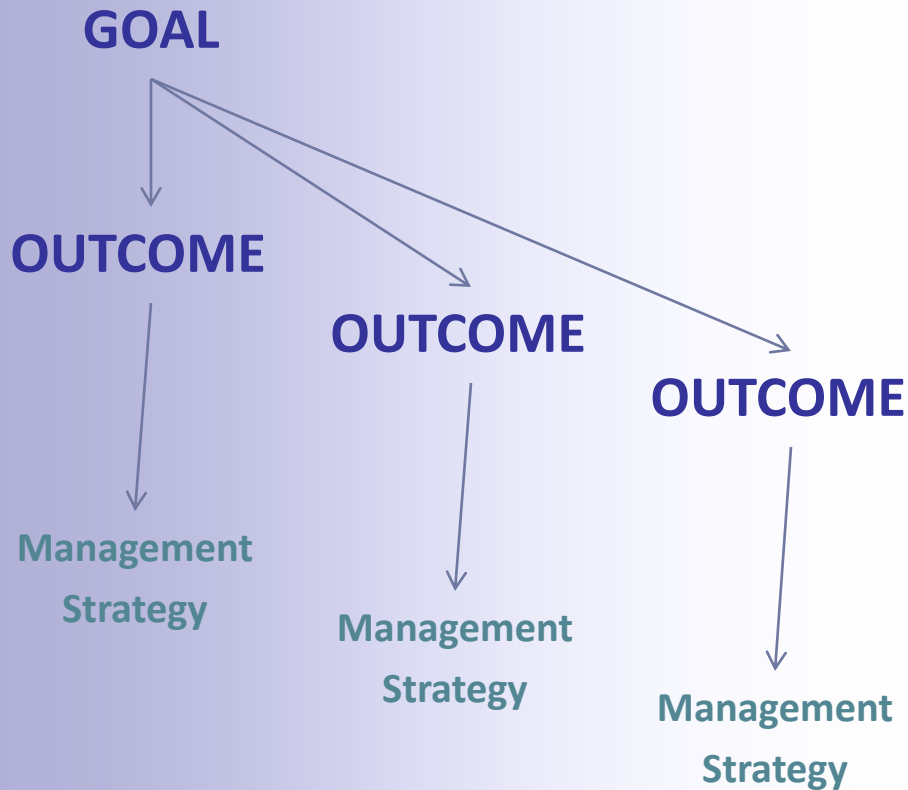 GOAL
OUTCOME
OUTCOME
OUTCOME
Management
Strategy
Management
Strategy
Management
Strategy